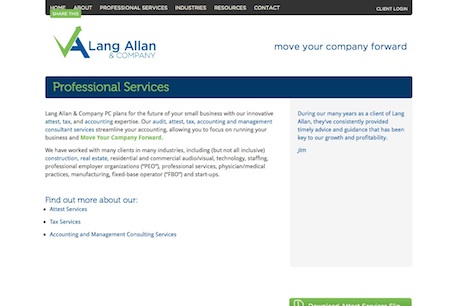 HOME ABOUT PROFESSIONAL SERVICES INDUSTRIES RESOURCES CONTACT CLIENT LOGIN
SHARE THIS
Lang Allan
& COMPANY
move your company forward
Professional Services
Lang Allan & Company PC plans for the future of your small business with our innovative
attest, tax, and accounting expertise. Our audit, attest, tax, accounting and management
consultant services streamline your accounting, allowing you to focus on running your
business and Move Your Company Forward.
We have worked with many clients in many industries, including (but not all inclusive)
construction, real estate, residential and commercial audio/visual, technology, staffing,
professional employer organizations ("PEO"), professional services, physician/medical
practices, manufacturing, fixed-base operator ("FBO") and start-ups.
Find out more about our:
Attest Services
Tax Services
Accounting and Management Consulting Services
During our many years as a client of Lang
Allan, they've consistently provided
timely advice and guidance that has been
key to our growth and profitability.
Jim
Download Attest Services Slip